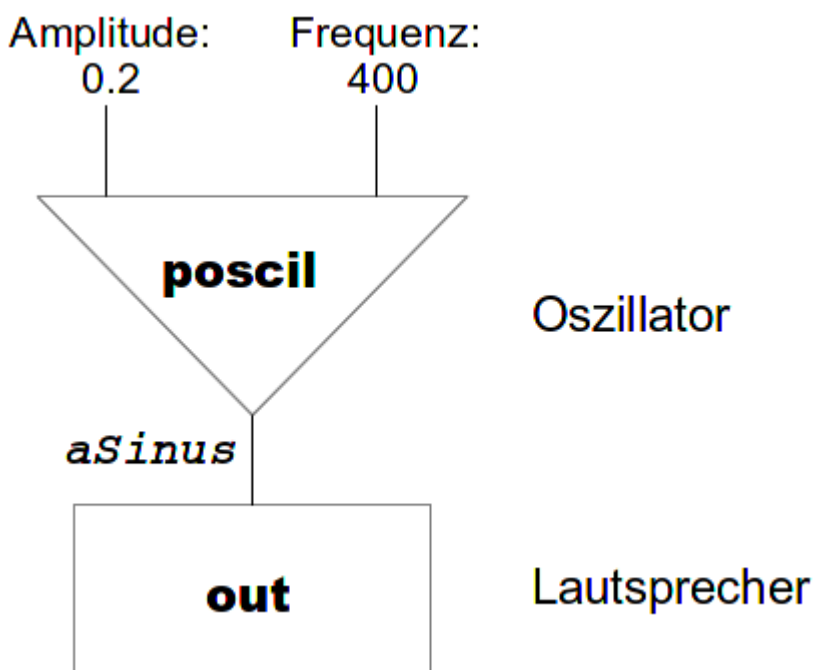 Amplitude: Frequenz:
0.2 400
poscil
Oszillator
aSinus
out
Lautsprecher